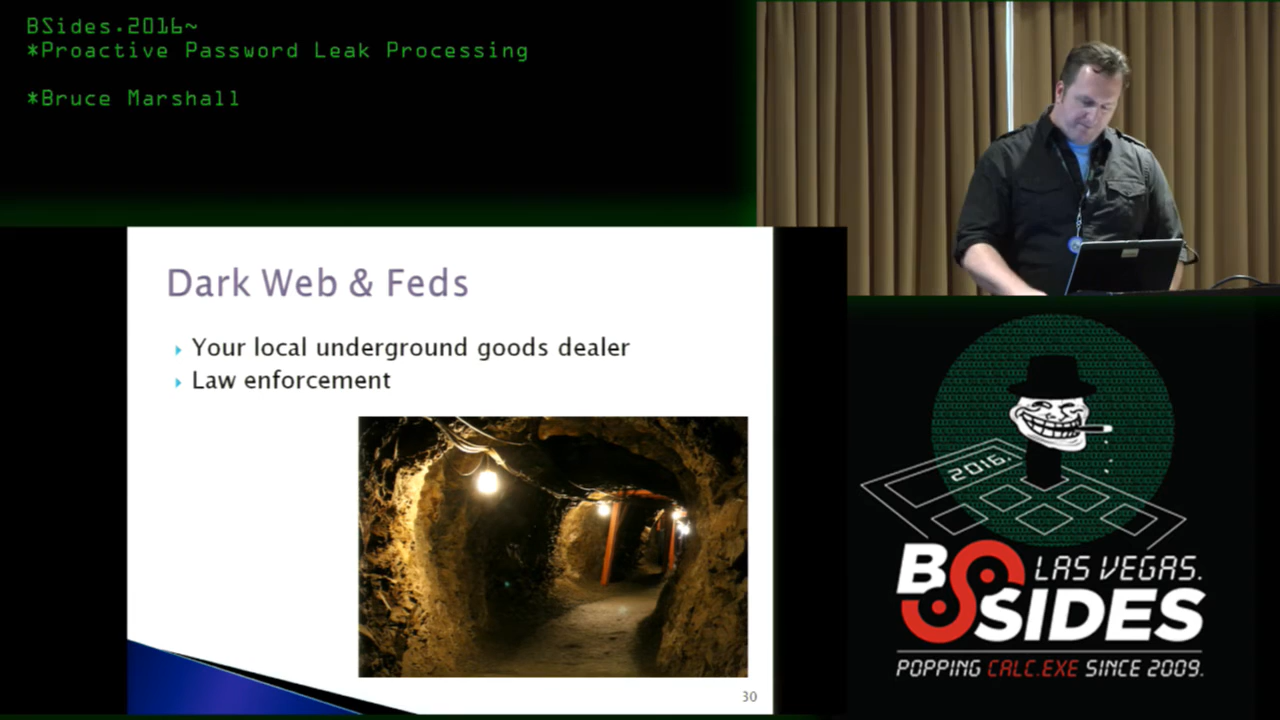 BSides.2016~
*Proactive Password Leak Processing
*Bruce Marshall
Dark Web & Feds
Your local underground goods dealer
Law enforcement
30
2016.
BSIDES
LAS VEGAS.
POPPING CALC.EXE SINCE 2009.